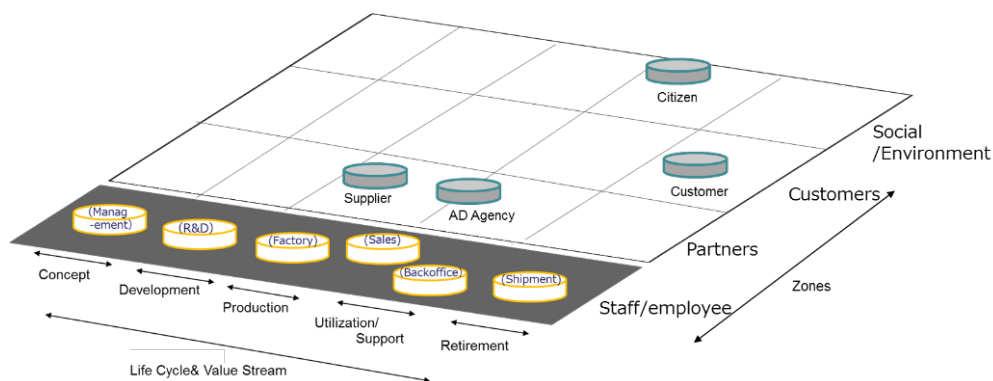 Citizen
Social
/Environment
Supplier
AD Agency
Customer
Customers
(Manag
-ement)
(R&D)
(Factory)
(Sales)
Partners
(Backoffice)
(Shipment)
Concept
Development
Production
Staff/employee
Zones
Utilization/
Support
Retirement
Life Cycle& Value Stream